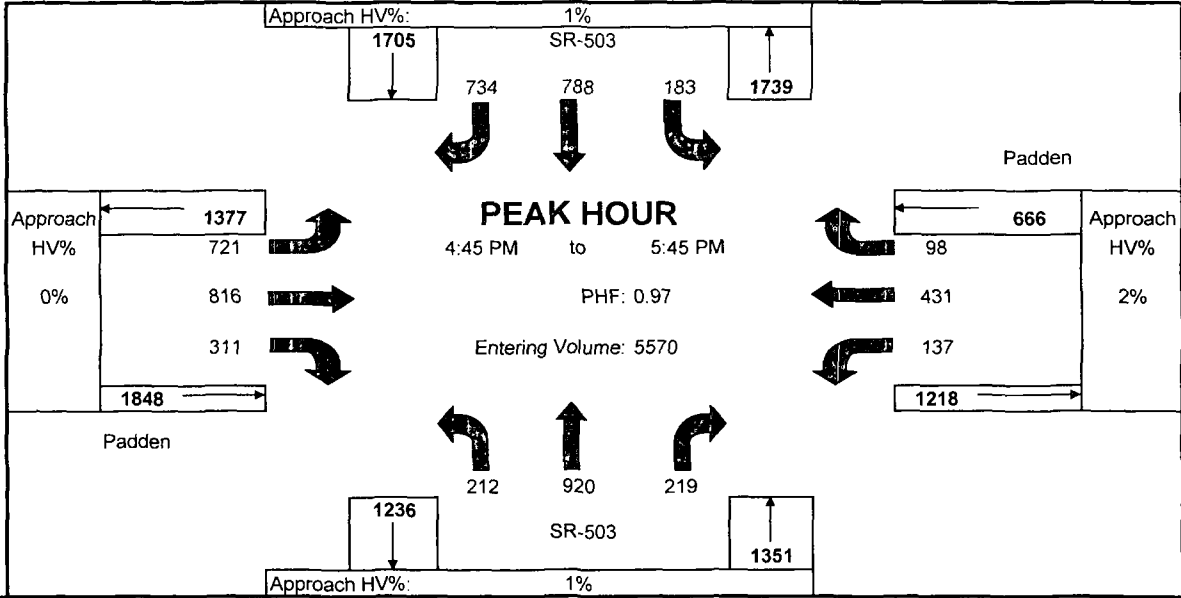 Approach HV%: 1%
1705 SR-503
734 788 183 1739
Padden
Approach 1377 PEAK HOUR 666 Approach
HV% 721 4:45 PM to 5:45 PM 98 HV%
0% 816 PHF: 0.97 431 2%
311 Entering Volume: 5570 137
1848 1218
Padden
212 920 219
1236 SR-503 1351
Approach HV%: 1%